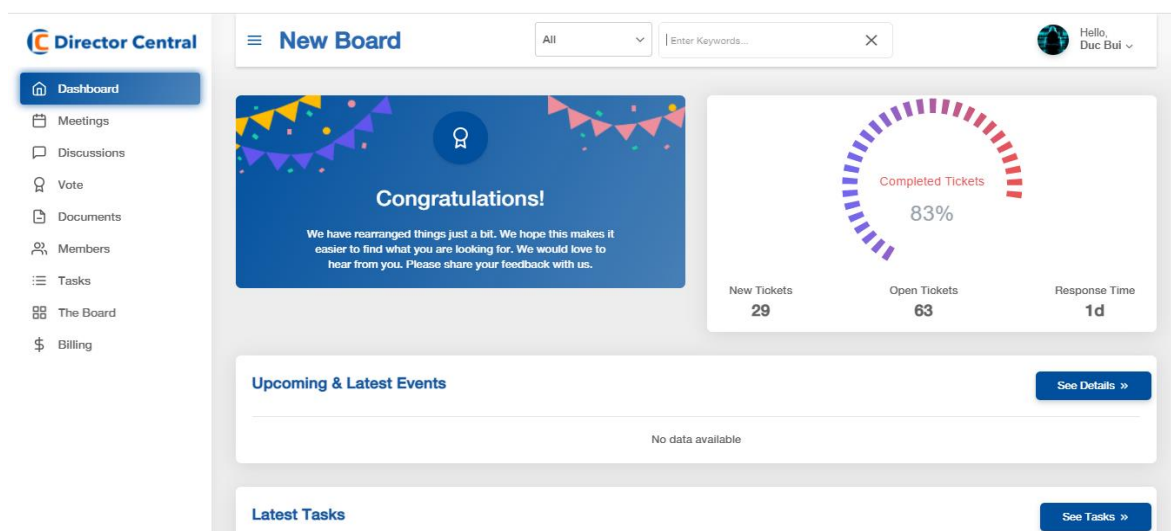 Director Central
New Board
All
Enter Keywords...
Hello,
Duc Bui
Dashboard
Meetings
Discussions
Vote
Documents
Members
Tasks
The Board
Billing
Congratulations!
We have rearranged things just a bit. We hope this makes it
easier to find what you are looking for. We would love to
hear from you. Please share your feedback with us.
Completed Tickets
83%
New Tickets
29
Open Tickets
63
Response Time
1d
Upcoming & Latest Events
See Details »
No data available
Latest Tasks
See Tasks »